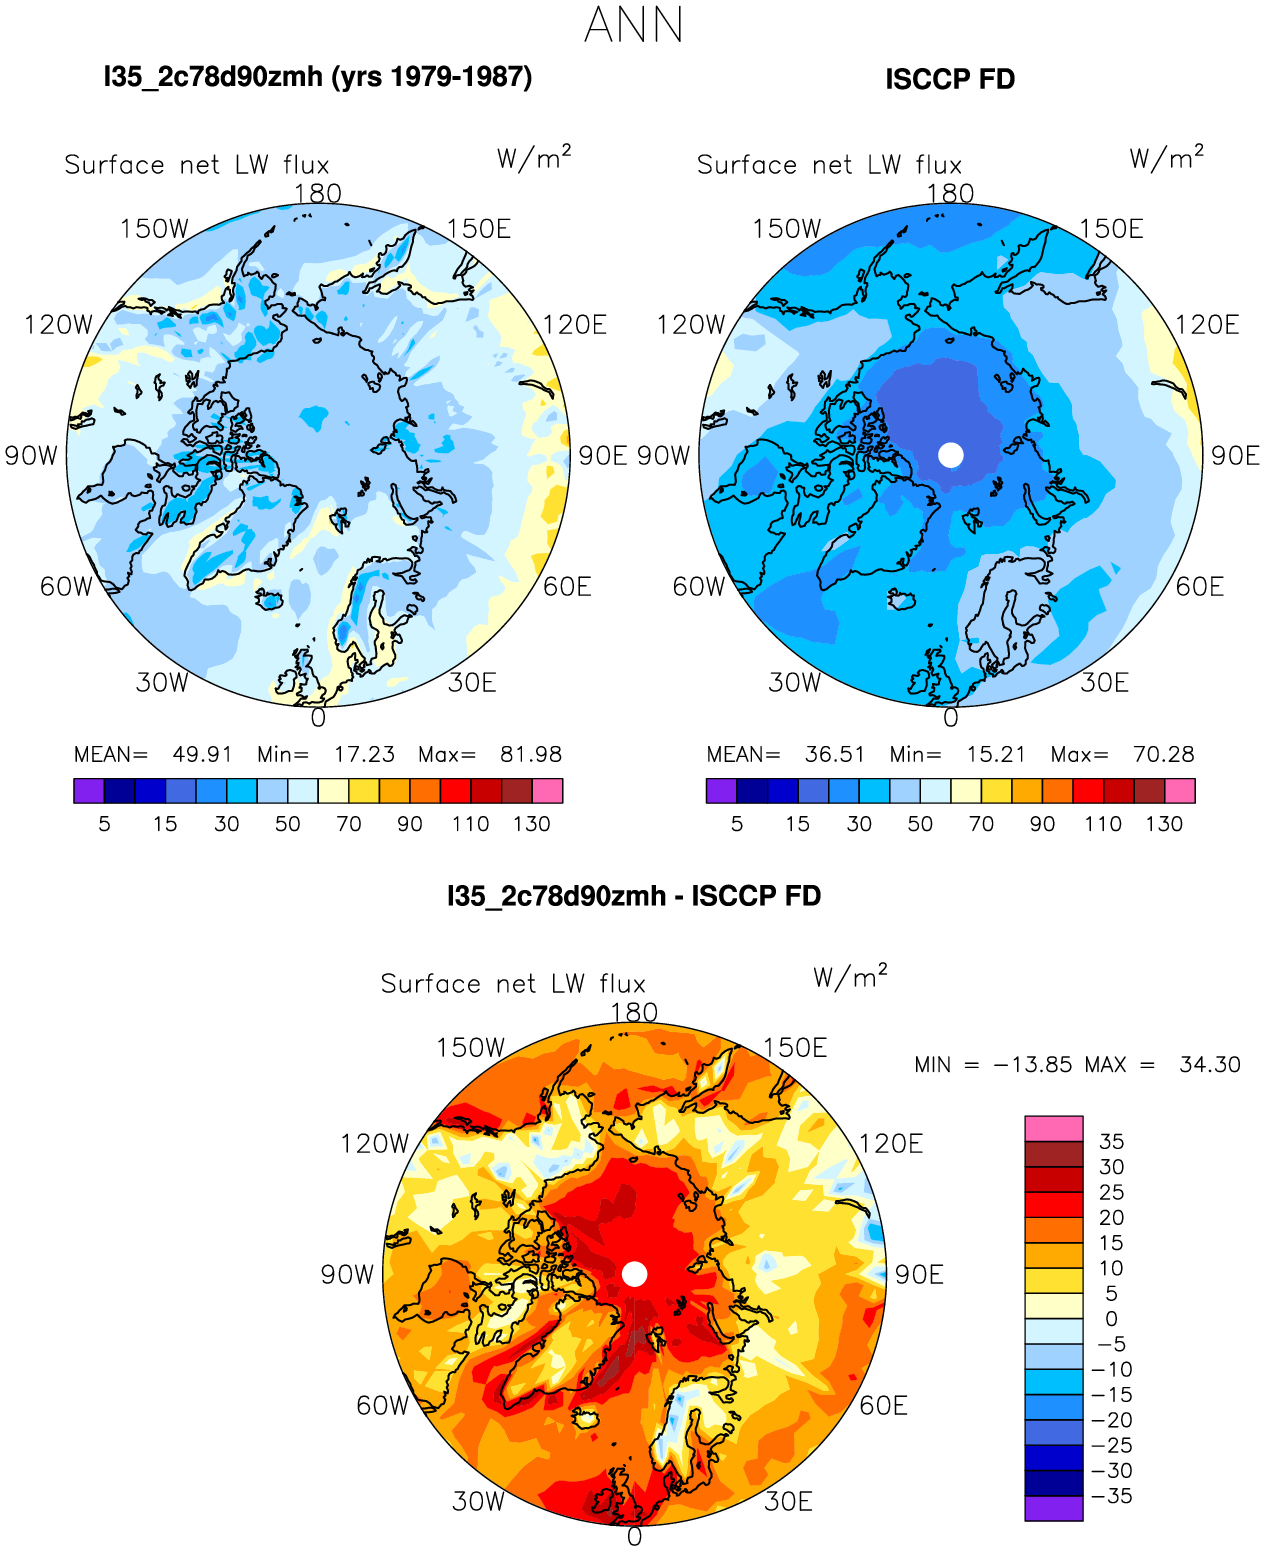 ANN
I35_2c78d90zmh (yrs 1979-1987)
ISCCP FD
Surface net LW flux W/m²
Surface net LW flux W/m²
180
150W 150E
120W 120E
90W 90E
60W 60E
30W 30E
0
180
150W 150E
120W 120E
90W 90E
60W 60E
30W 30E
0
MEAN= 49.91 Min= 17.23 Max= 81.98
5 15 30 50 70 90 110 130
MEAN= 36.51 Min= 15.21 Max= 70.28
5 15 30 50 70 90 110 130
I35_2c78d90zmh - ISCCP FD
Surface net LW flux W/m²
180
150W 150E
120W 120E
90W 90E
60W 60E
30W 30E
0
MIN = −13.85 MAX = 34.30
35
30
25
20
15
10
5
0
−5
−10
−15
−20
−25
−30
−35